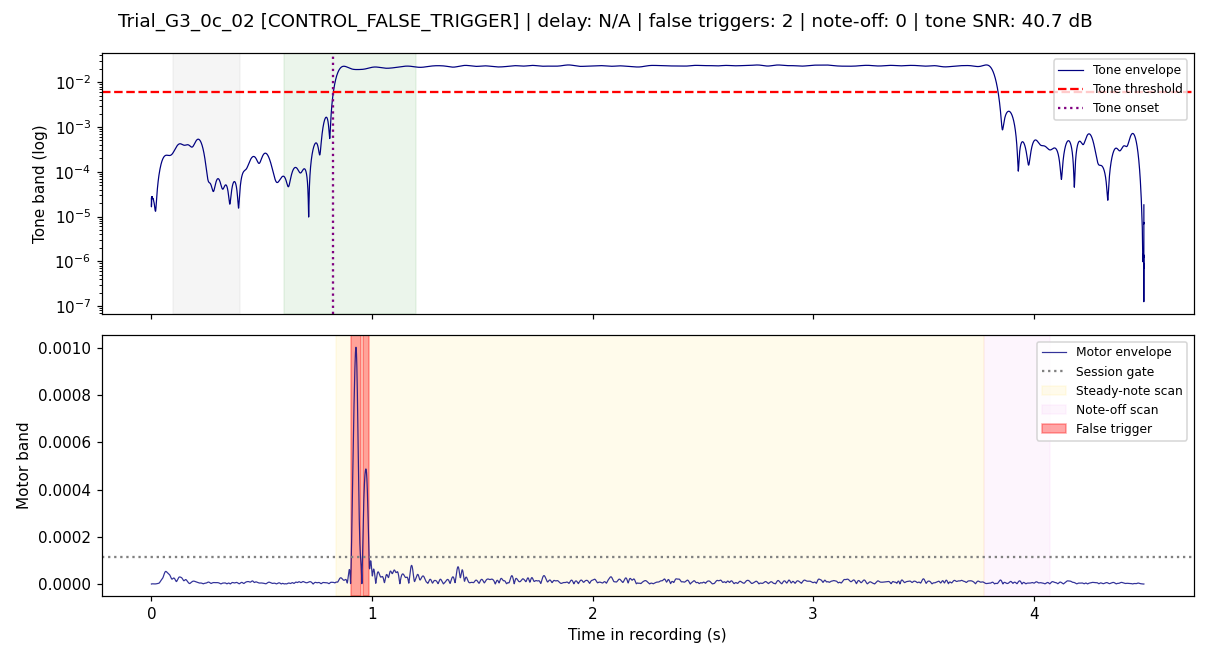 Trial_G3_0c_02 [CONTROL_FALSE_TRIGGER] | delay: N/A | false triggers: 2 | note-off: 0 | tone SNR: 40.7 dB
Tone band (log)
10⁻²
10⁻³
10⁻⁴
10⁻⁵
10⁻⁶
10⁻⁷
Tone envelope
Tone threshold
Tone onset
Motor band
0.0010
0.0008
0.0006
0.0004
0.0002
0.0000
Motor envelope
Session gate
Steady-note scan
Note-off scan
False trigger
0 1 2 3 4
Time in recording (s)